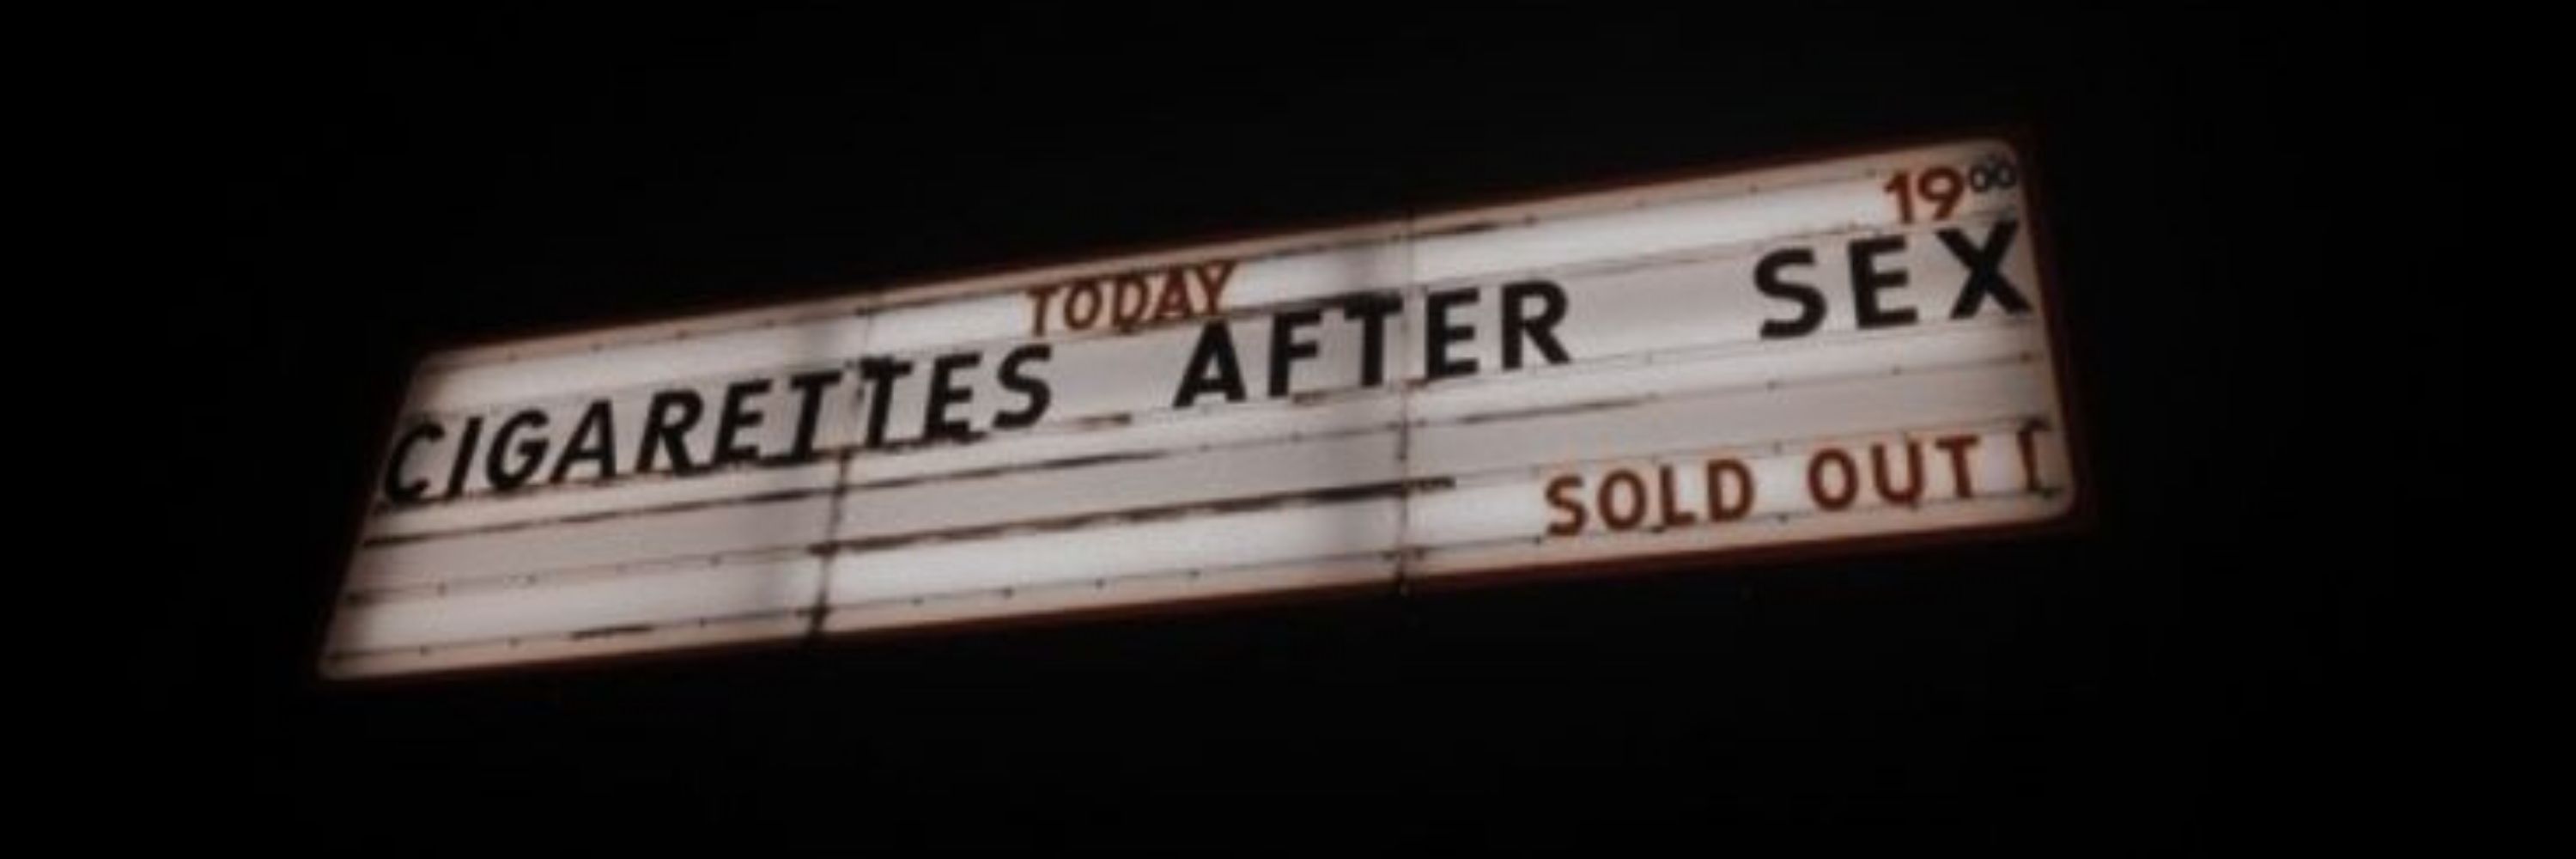 TODAY 19⁰⁰
CIGARETTES AFTER SEX
SOLD OUT [